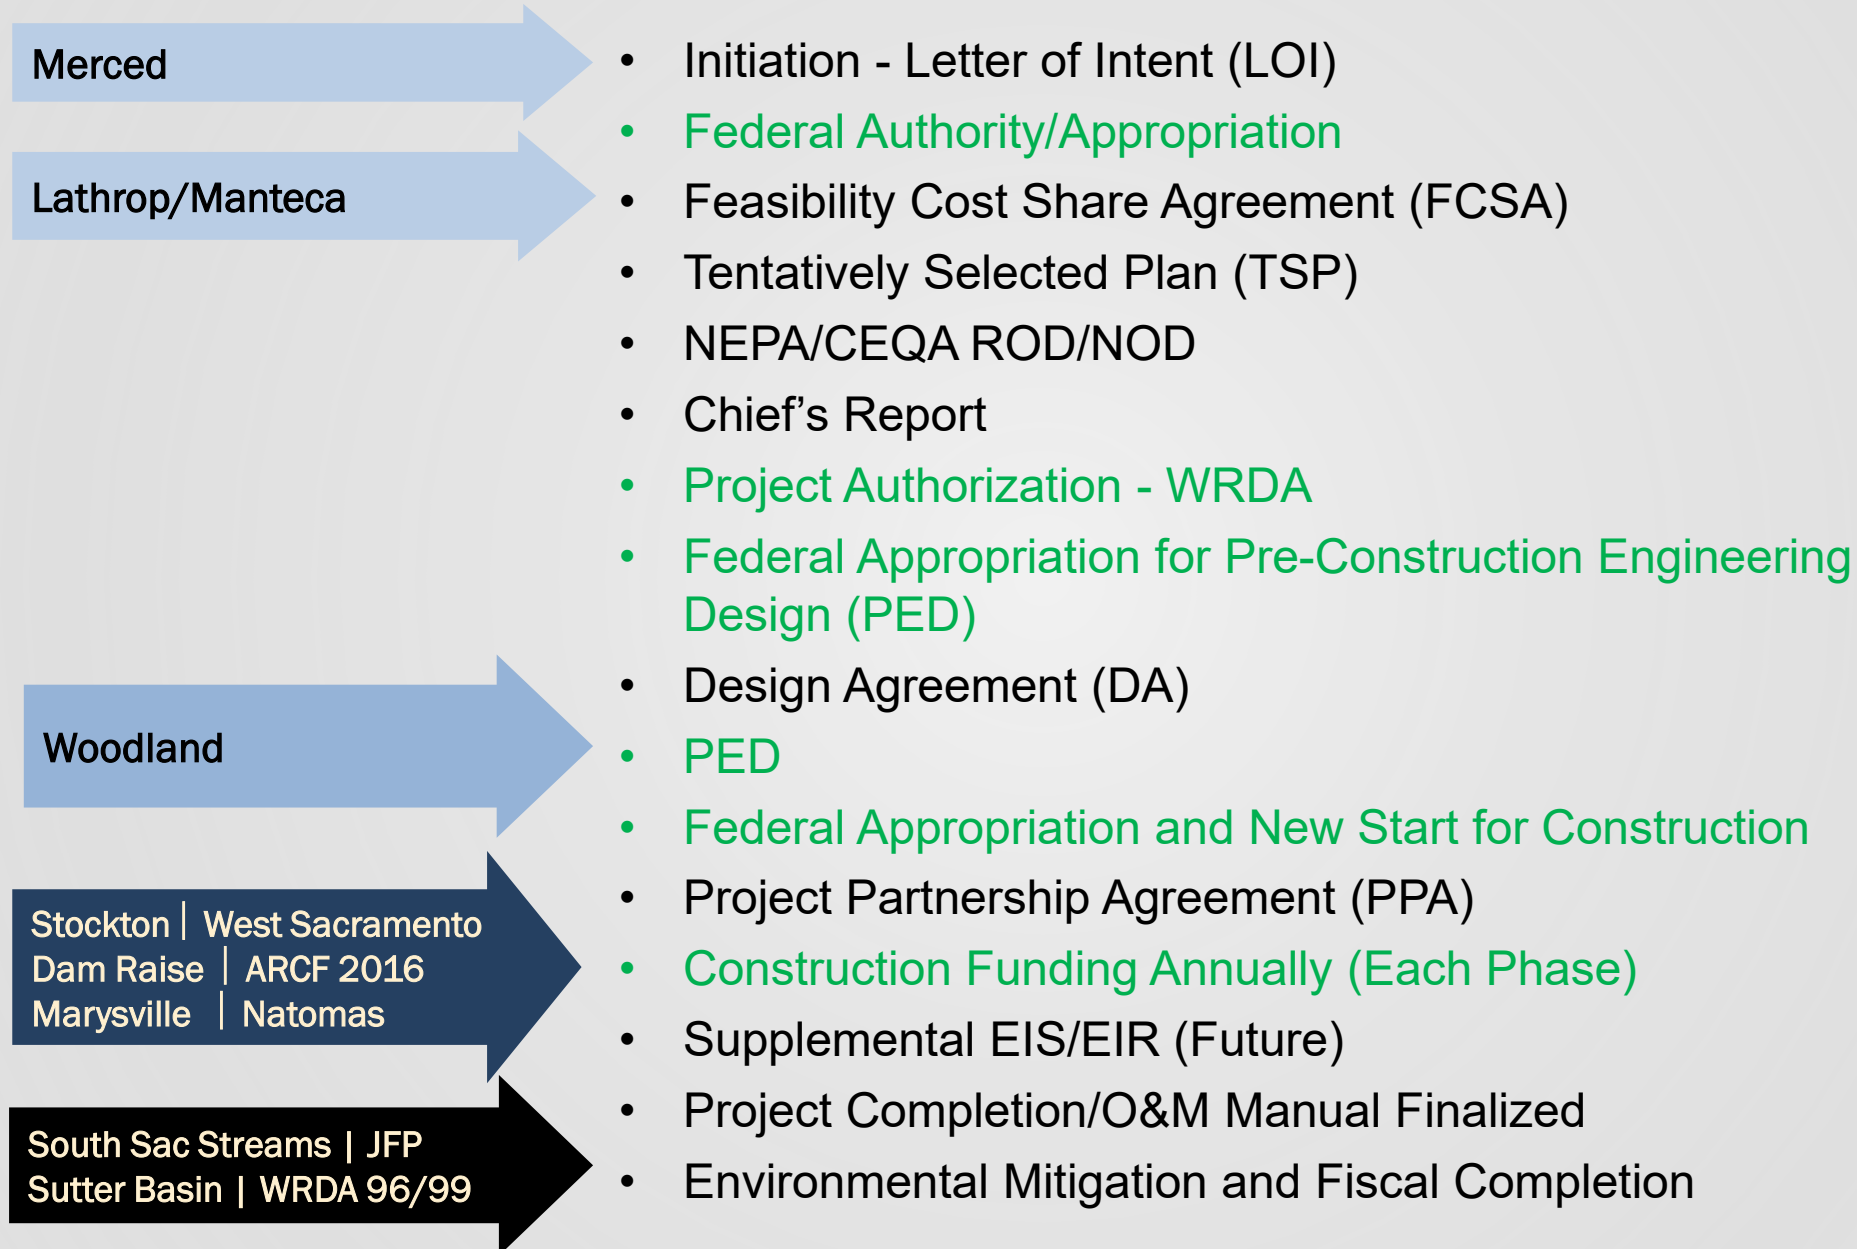 Merced
Lathrop/Manteca
Woodland
Stockton | West Sacramento
Dam Raise | ARCF 2016
Marysville | Natomas
South Sac Streams | JFP
Sutter Basin | WRDA 96/99
• Initiation - Letter of Intent (LOI)
• Federal Authority/Appropriation
• Feasibility Cost Share Agreement (FCSA)
• Tentatively Selected Plan (TSP)
• NEPA/CEQA ROD/NOD
• Chief’s Report
• Project Authorization - WRDA
• Federal Appropriation for Pre-Construction Engineering
Design (PED)
• Design Agreement (DA)
• PED
• Federal Appropriation and New Start for Construction
• Project Partnership Agreement (PPA)
• Construction Funding Annually (Each Phase)
• Supplemental EIS/EIR (Future)
• Project Completion/O&M Manual Finalized
• Environmental Mitigation and Fiscal Completion